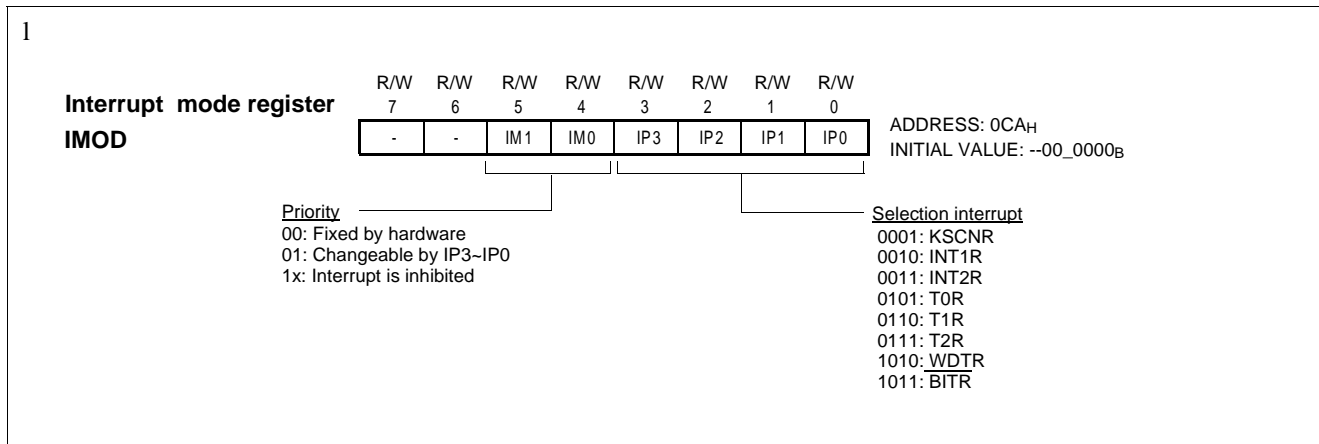 l
R/W R/W R/W R/W R/W R/W R/W R/W
Interrupt mode register 7 6 5 4 3 2 1 0
IMOD - - IM1 IM0 IP3 IP2 IP1 IP0
ADDRESS: 0CAH
INITIAL VALUE: --00_0000B
Priority
00: Fixed by hardware
01: Changeable by IP3~IP0
1x: Interrupt is inhibited
Selection interrupt
0001: KSCNR
0010: INT1R
0011: INT2R
0101: T0R
0110: T1R
0111: T2R
1010: WDTR
1011: BITR